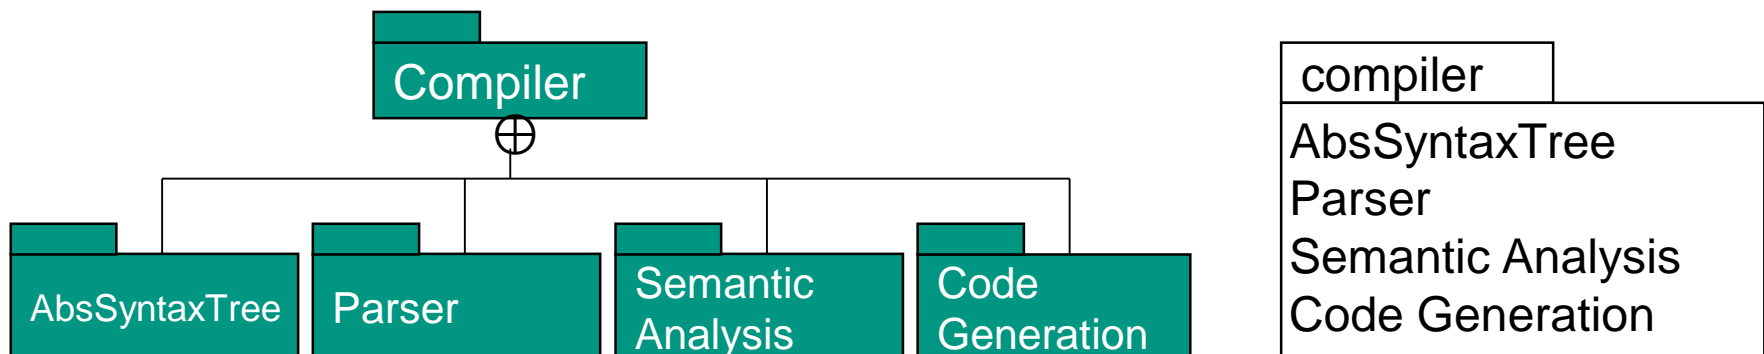 Compiler
AbsSyntaxTree
Parser
Semantic
Analysis
Code
Generation
compiler
AbsSyntaxTree
Parser
Semantic Analysis
Code Generation